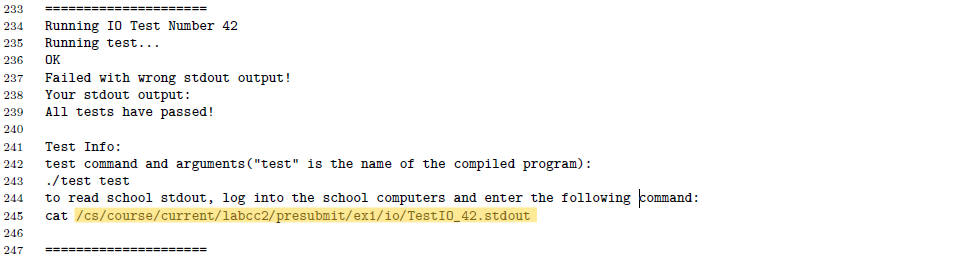 233 =====================
234 Running IO Test Number 42
235 Running test...
236 OK
237 Failed with wrong stdout output!
238 Your stdout output:
239 All tests have passed!
240
241 Test Info:
242 test command and arguments("test" is the name of the compiled program):
243 ./test test
244 to read school stdout, log into the school computers and enter the following command:
245 cat /cs/course/current/labcc2/presubmit/ex1/io/TestIO_42.stdout
246
247 =====================